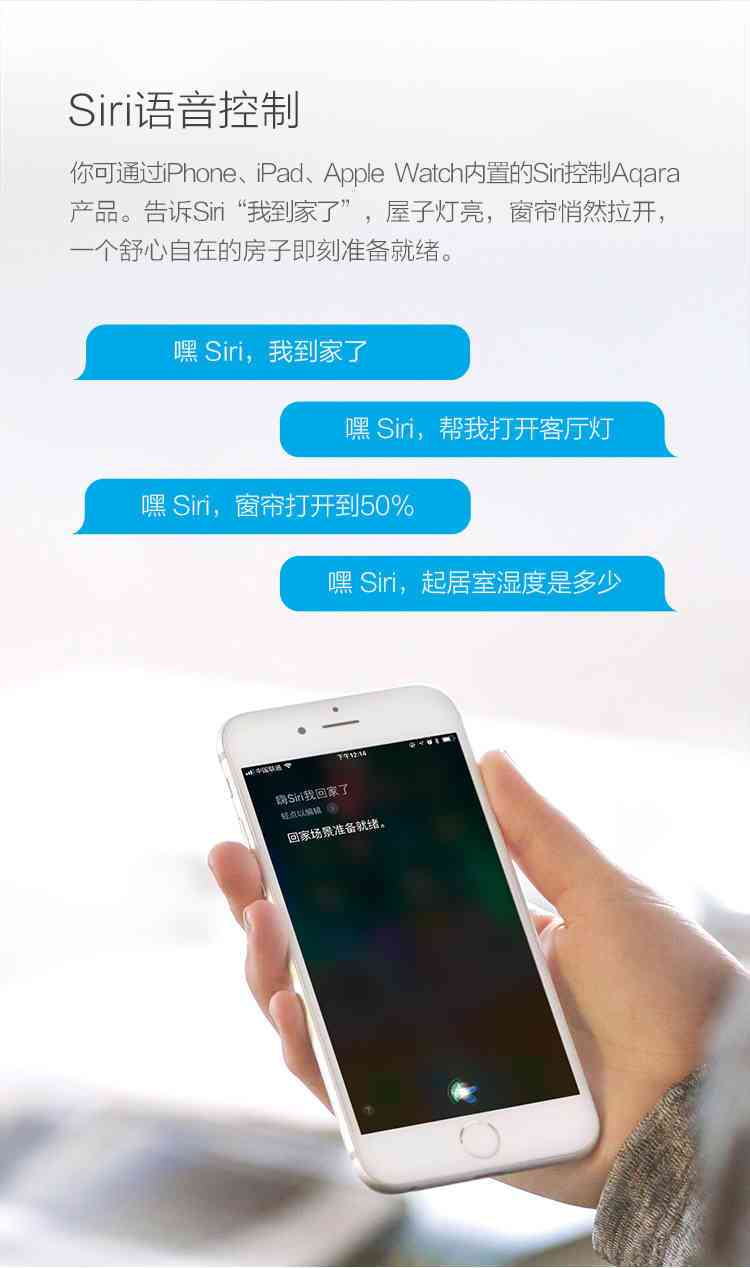 Siri语音控制
你可通过iPhone、iPad、Apple Watch内置的Siri控制Aqara
产品。告诉Siri“我到家了”，屋子灯亮，窗帘悄然拉开，
一个舒心自在的房子即刻准备就绪。
嘿 Siri，我到家了
嘿 Siri，帮我打开客厅灯
嘿 Siri，窗帘打开到50%
嘿 Siri，起居室湿度是多少
中国联通 下午12:14
嗨Siri我回家了
轻点以编辑
回家场景准备就绪。